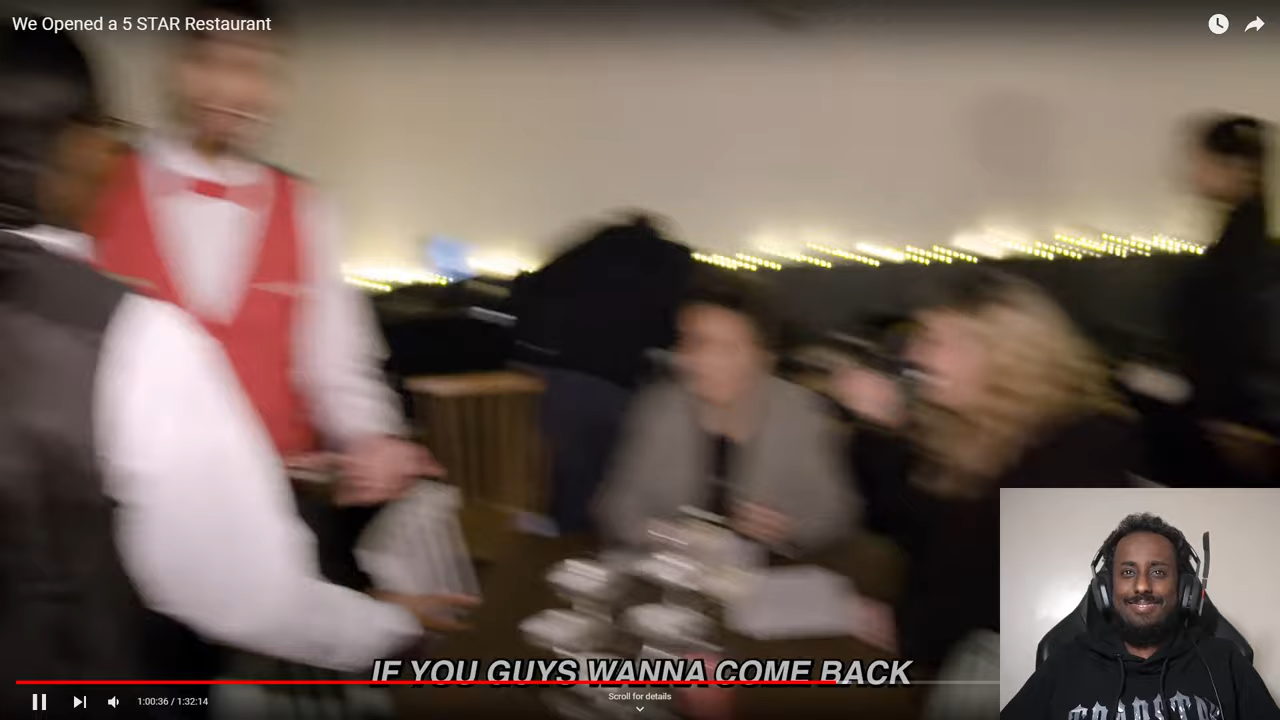 We Opened a 5 STAR Restaurant
IF YOU GUYS WANNA COME BACK
1:00:36 / 1:32:14
Scroll for details